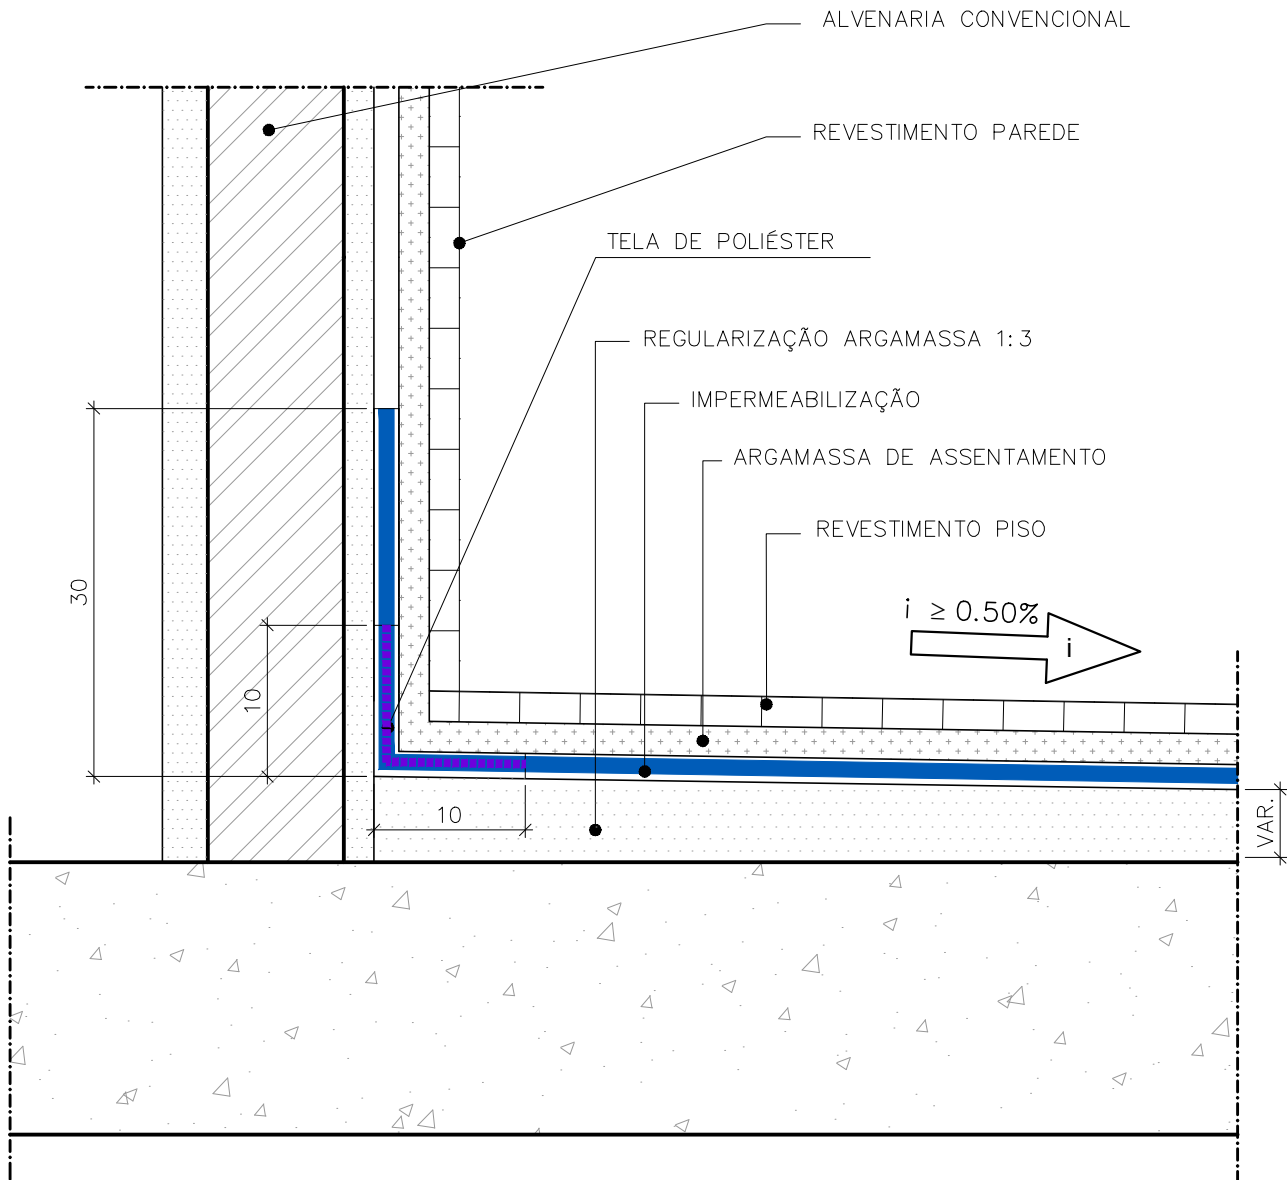 ALVENARIA CONVENCIONAL
REVESTIMENTO PAREDE
TELA DE POLIÉSTER
REGULARIZAÇÃO ARGAMASSA 1:3
IMPERMEABILIZAÇÃO
ARGAMASSA DE ASSENTAMENTO
REVESTIMENTO PISO
i ≥ 0.50%
i
30
10
10
VAR.